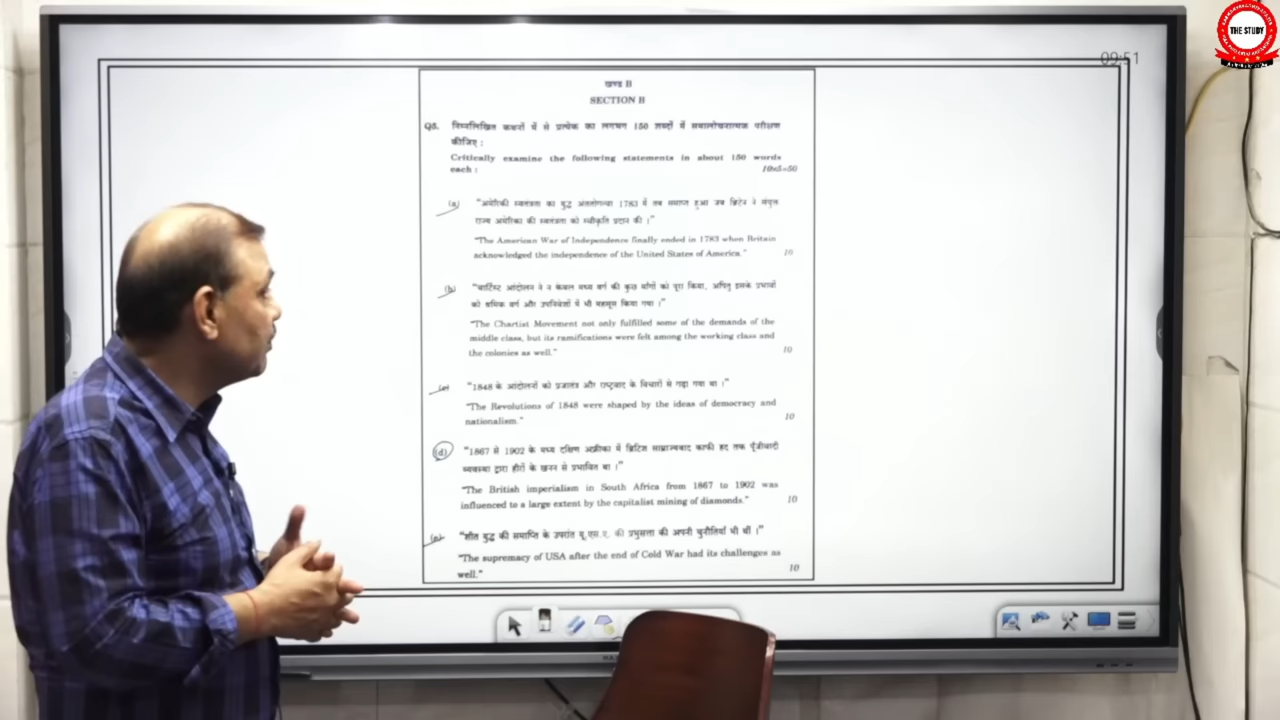 THE STUDY
09:51
खण्ड B
SECTION B
Q5. निम्नलिखित कथनों में से प्रत्येक का लगभग 150 शब्दों में समालोचनात्मक परीक्षण
कीजिए :
Critically examine the following statements in about 150 words
each : 10×5=50
(a) "अमेरिकी स्वतंत्रता का युद्ध अंततोगत्वा 1783 में तब समाप्त हुआ जब ब्रिटेन ने संयुक्त
राज्य अमेरिका की स्वतंत्रता को स्वीकृति प्रदान की ।"
"The American War of Independence finally ended in 1783 when Britain
acknowledged the independence of the United States of America." 10
(b) "चार्टिस्ट आंदोलन ने न केवल मध्य वर्ग की कुछ माँगों को पूरा किया, अपितु इसके प्रभावों
को श्रमिक वर्ग और उपनिवेशों में भी महसूस किया गया ।"
"The Chartist Movement not only fulfilled some of the demands of the
middle class, but its ramifications were felt among the working class and
the colonies as well." 10
(c) "1848 के आंदोलनों को प्रजातंत्र और राष्ट्रवाद के विचारों से गढ़ा गया था ।"
"The Revolutions of 1848 were shaped by the ideas of democracy and
nationalism." 10
(d) "1867 से 1902 के मध्य दक्षिण अफ्रीका में ब्रिटिश साम्राज्यवाद काफी हद तक पूँजीवादी
व्यवस्था द्वारा हीरों के खनन से प्रभावित था ।"
"The British imperialism in South Africa from 1867 to 1902 was
influenced to a large extent by the capitalist mining of diamonds." 10
(e) "शीत युद्ध की समाप्ति के उपरांत यू.एस.ए. की प्रभुसत्ता की अपनी चुनौतियाँ भी थीं ।"
"The supremacy of USA after the end of Cold War had its challenges as
well." 10